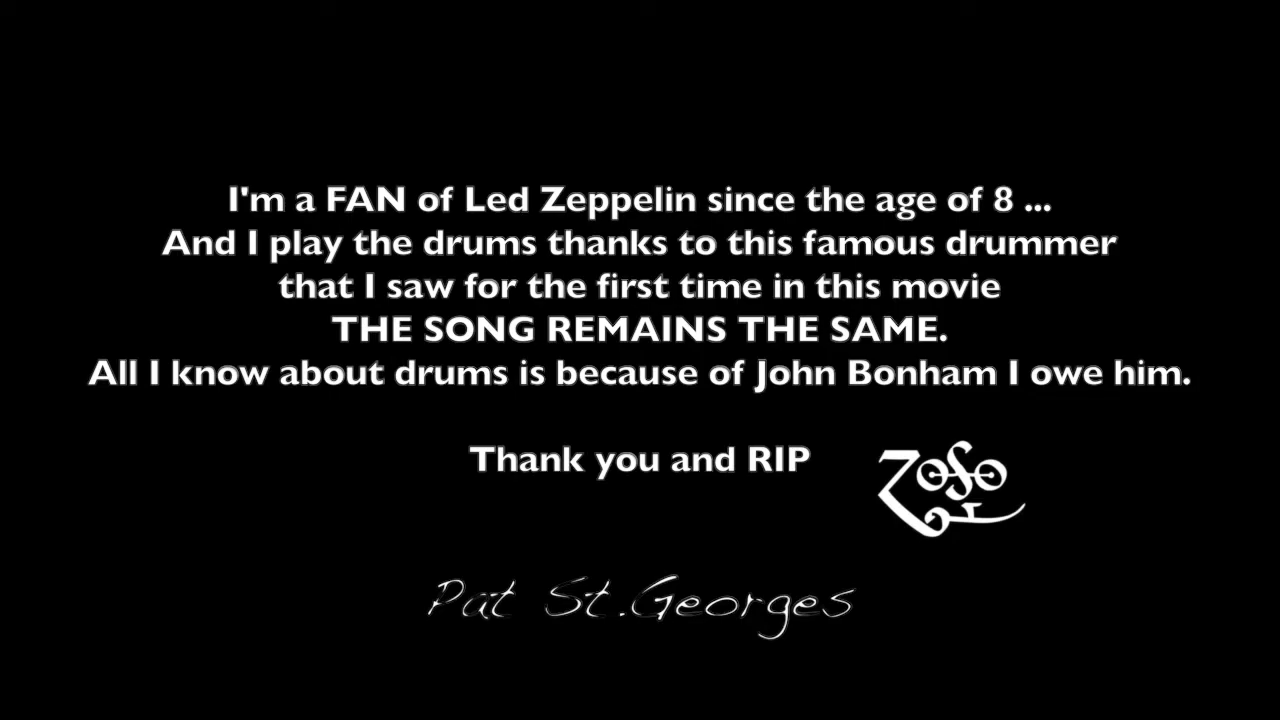 I'm a FAN of Led Zeppelin since the age of 8 ...
And I play the drums thanks to this famous drummer
that I saw for the first time in this movie
THE SONG REMAINS THE SAME.
All I know about drums is because of John Bonham I owe him.
Thank you and RIP
ZOSO
Pat St.Georges